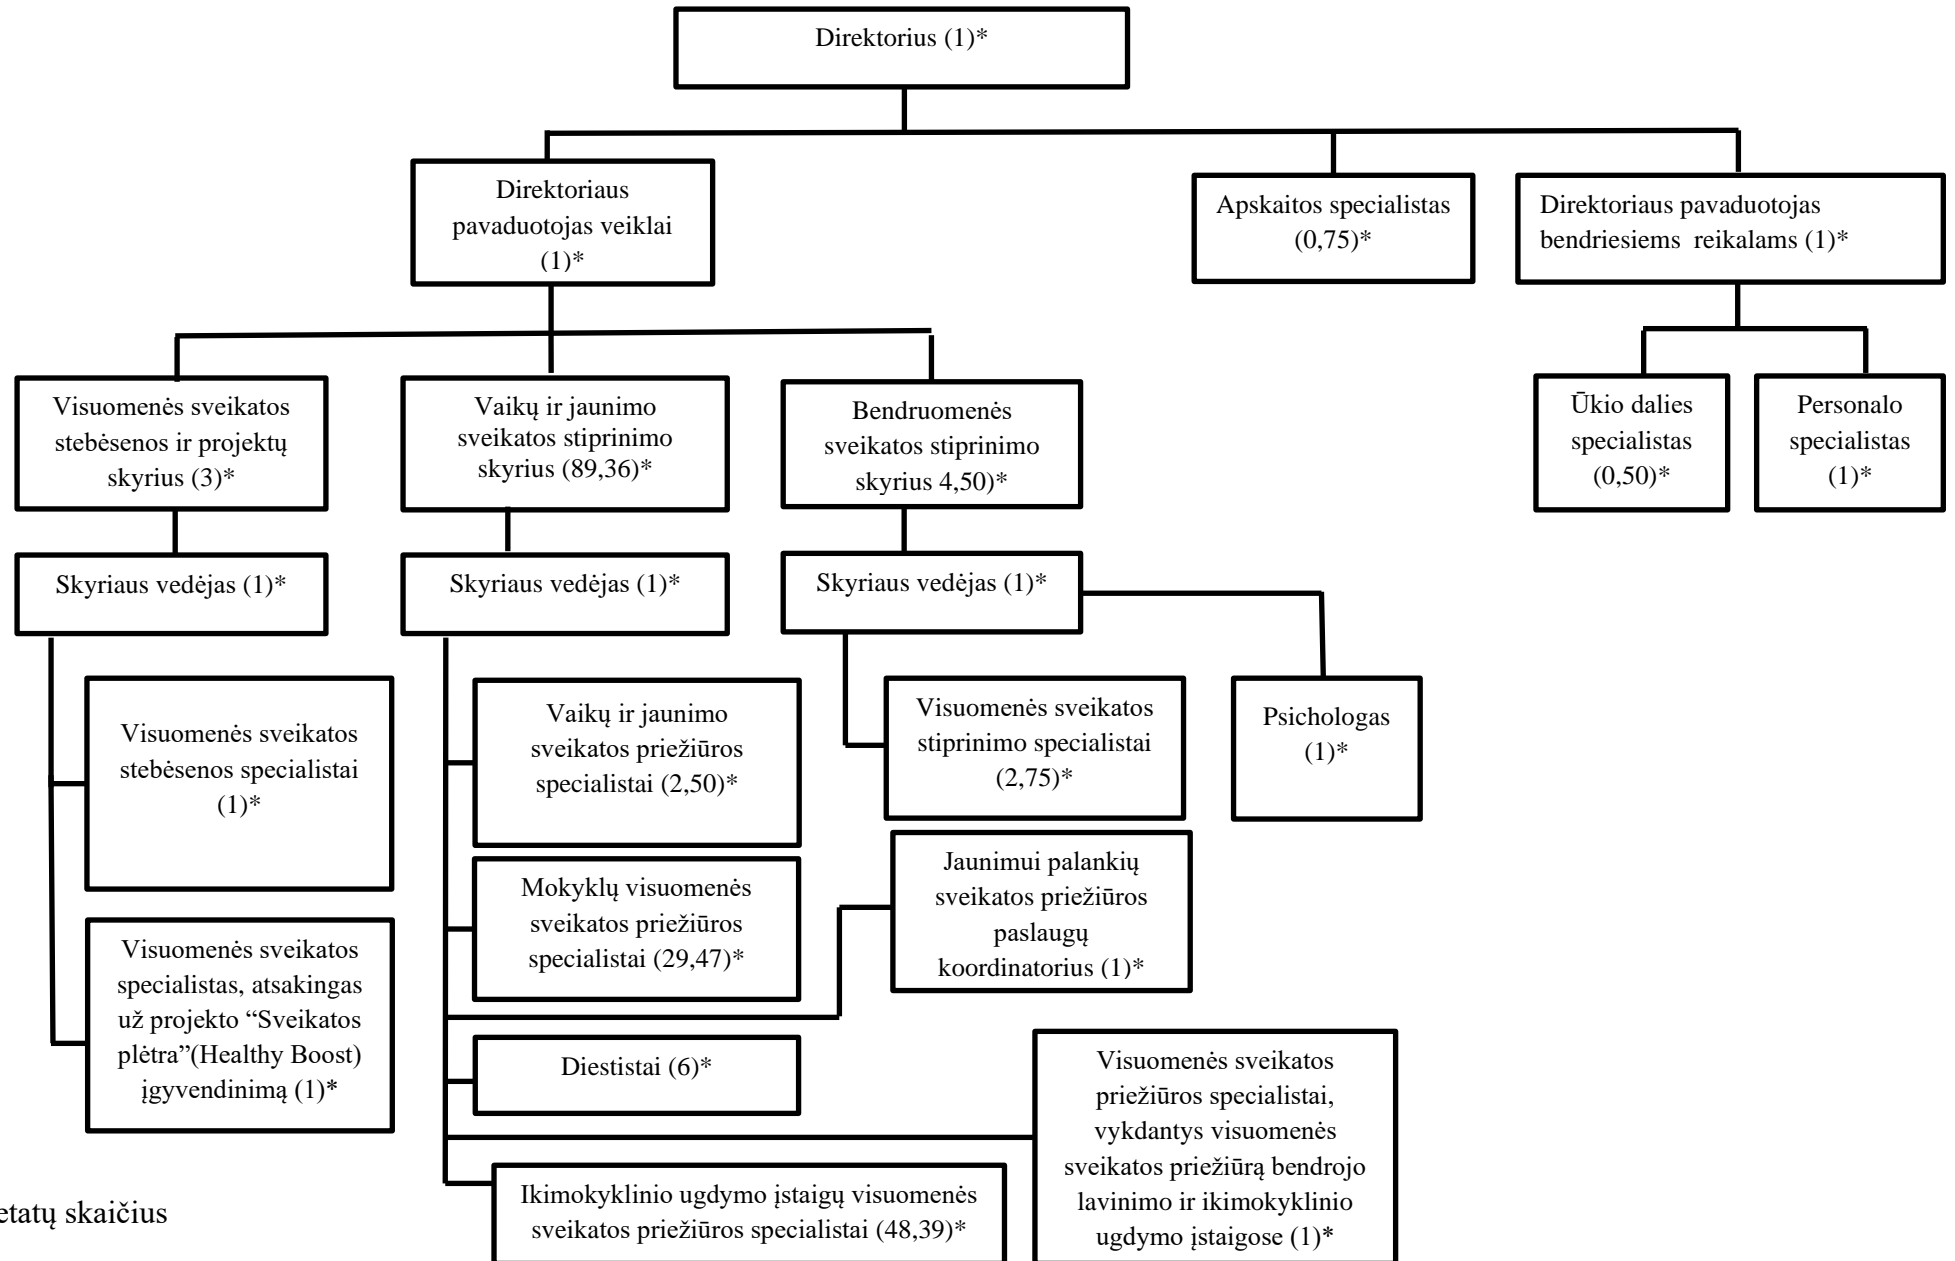 Direktorius (1)*
Direktoriaus
pavaduotojas veiklai
(1)*
Apskaitos specialistas
(0,75)*
Direktoriaus pavaduotojas
bendriesiems reikalams (1)*
Visuomenės sveikatos
stebėsenos ir projektų
skyrius (3)*
Vaikų ir jaunimo
sveikatos stiprinimo
skyrius (89,36)*
Bendruomenės
sveikatos stiprinimo
skyrius 4,50)*
Ūkio dalies
specialistas
(0,50)*
Personalo
specialistas
(1)*
Skyriaus vedėjas (1)*
Skyriaus vedėjas (1)*
Skyriaus vedėjas (1)*
Visuomenės sveikatos
stebėsenos specialistai
(1)*
Vaikų ir jaunimo
sveikatos priežiūros
specialistai (2,50)*
Visuomenės sveikatos
stiprinimo specialistai
(2,75)*
Psichologas
(1)*
Mokyklų visuomenės
sveikatos priežiūros
specialistai (29,47)*
Jaunimui palankių
sveikatos priežiūros
paslaugų
koordinatorius (1)*
Visuomenės sveikatos
specialistas, atsakingas
už projekto “Sveikatos
plėtra”(Healthy Boost)
įgyvendinimą (1)*
Diestistai (6)*
Visuomenės sveikatos
priežiūros specialistai,
vykdantys visuomenės
sveikatos priežiūrą bendrojo
lavinimo ir ikimokyklinio
ugdymo įstaigose (1)*
Ikimokyklinio ugdymo įstaigų visuomenės
sveikatos priežiūros specialistai (48,39)*
etatų skaičius